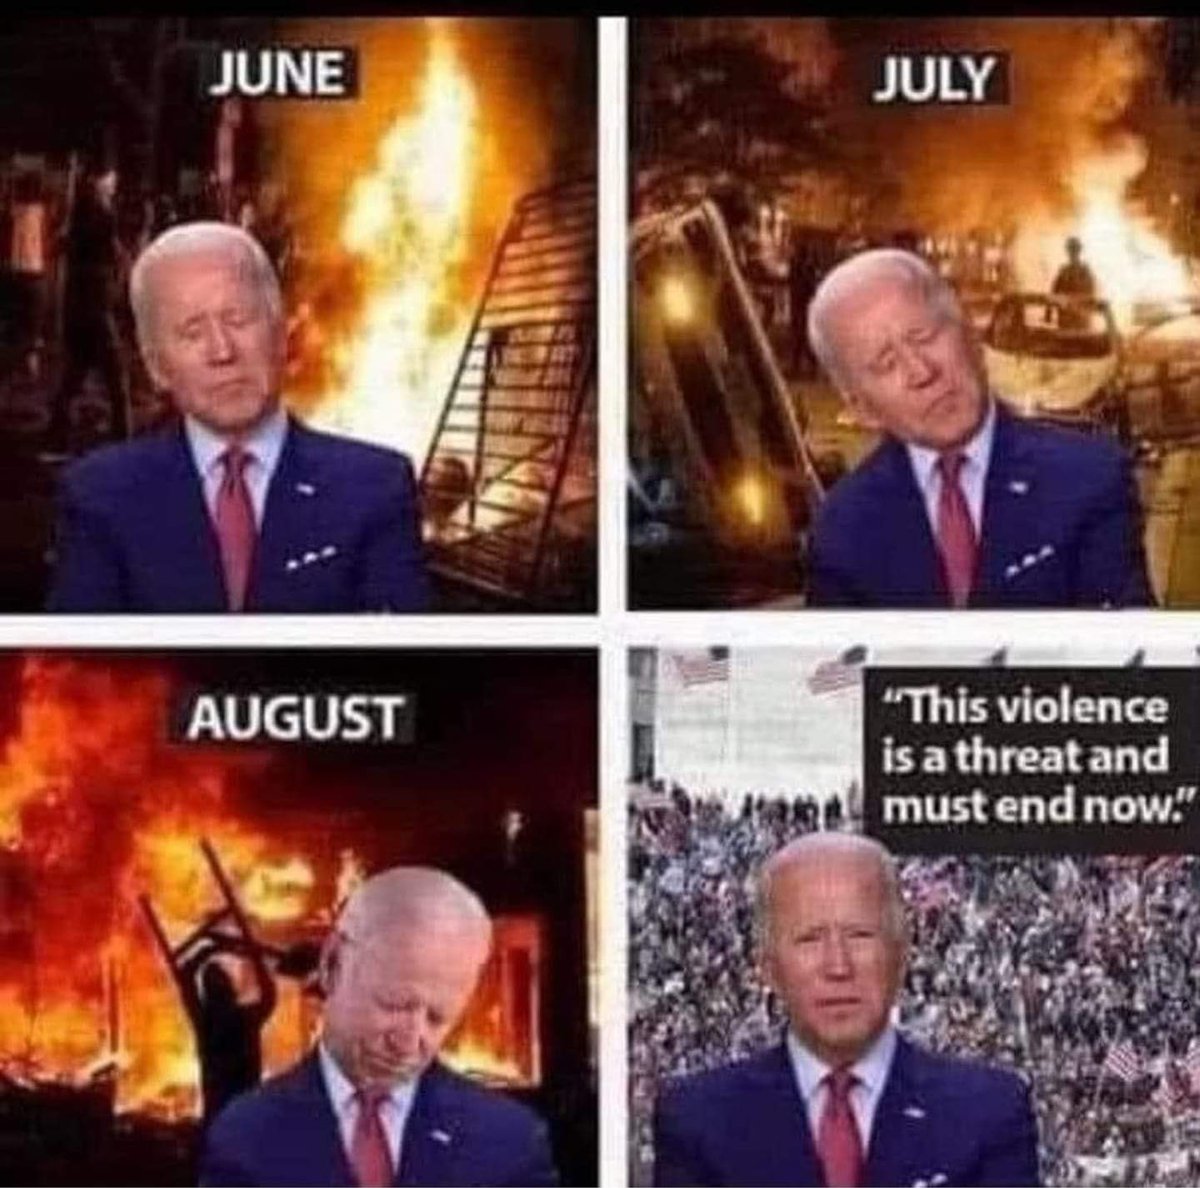 JUNE
JULY
AUGUST
“This violence
is a threat and
must end now.”